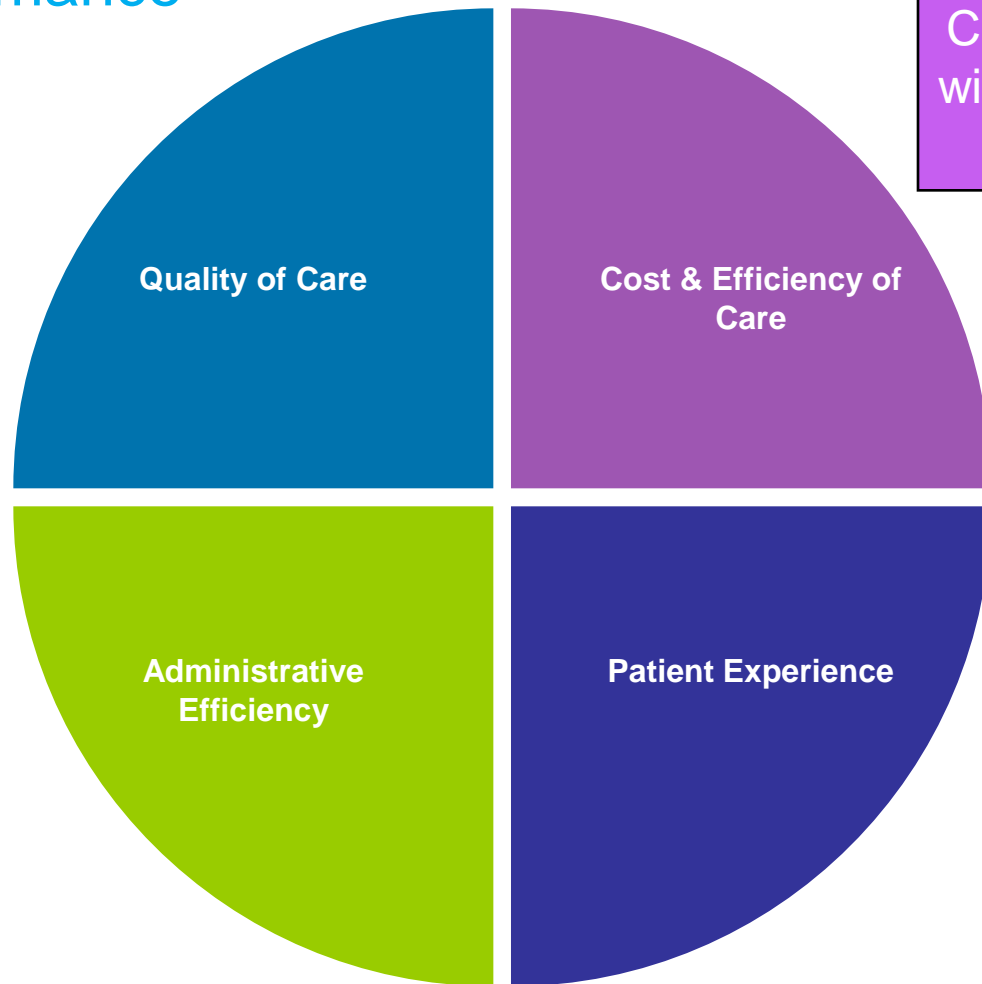 Quality of Care
Cost & Efficiency of
Care
Administrative
Efficiency
Patient Experience